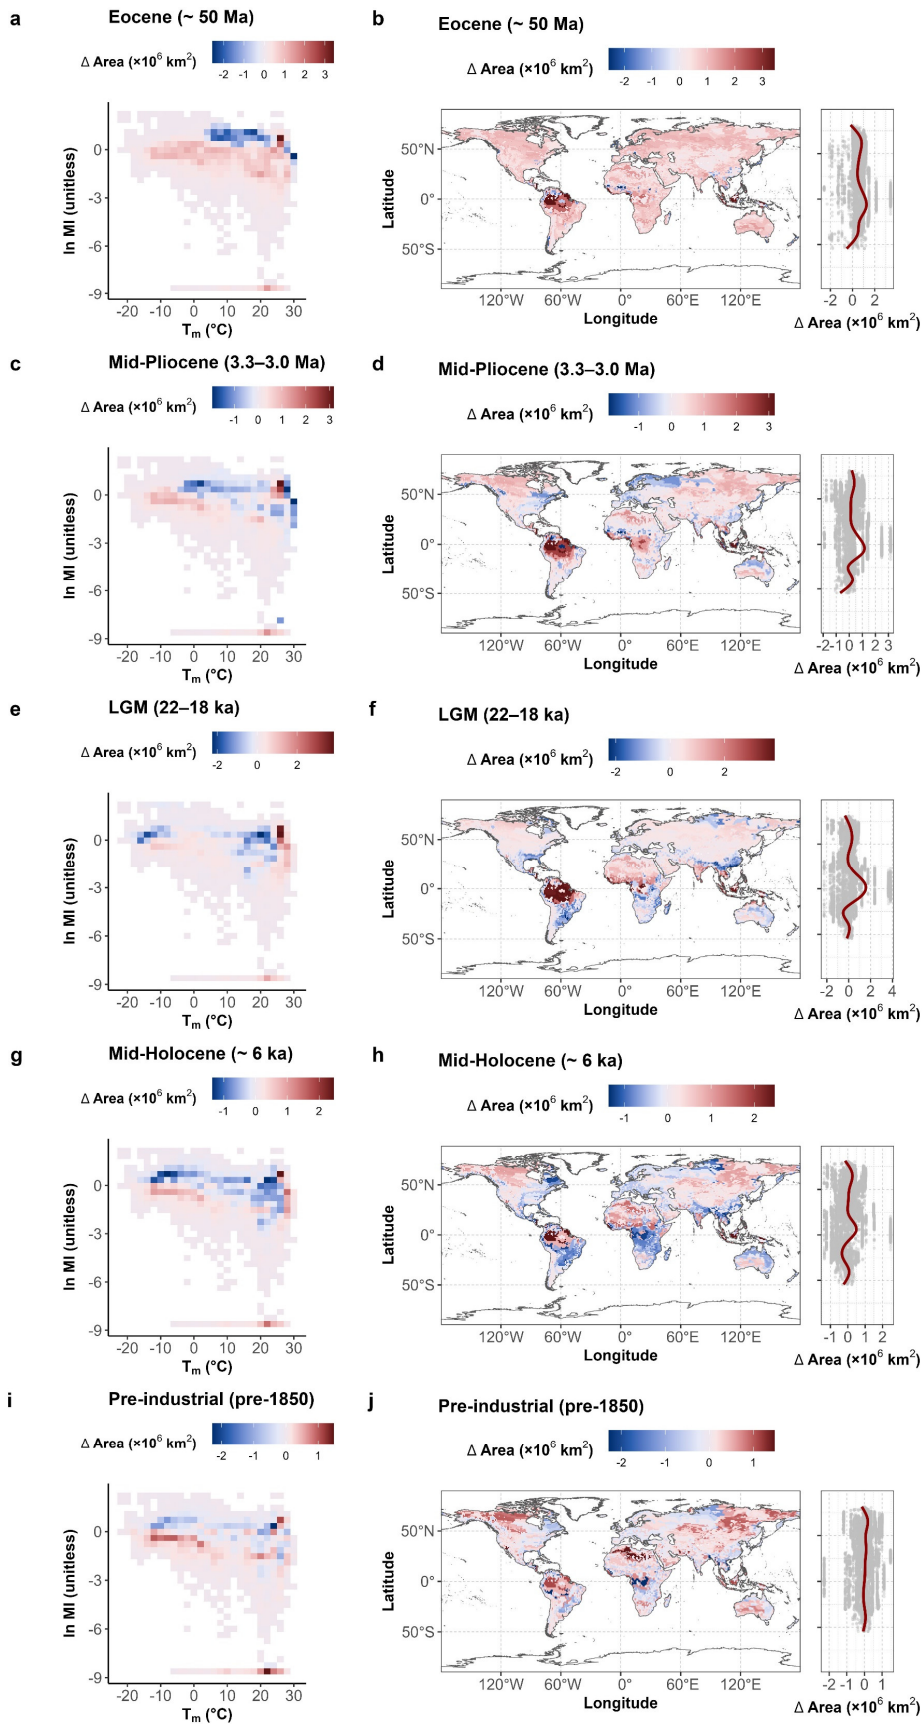 a
Eocene (~ 50 Ma)
Δ Area (×10⁶ km²)
-2 -1 0 1 2 3
ln MI (unitless)
0
-3
-6
-9
-20 -10 0 10 20 30
Tₘ (°C)
b
Eocene (~ 50 Ma)
Δ Area (×10⁶ km²)
-2 -1 0 1 2 3
Latitude
50°N
0°
50°S
120°W 60°W 0° 60°E 120°E
Longitude
-2 0 2
Δ Area (×10⁶ km²)
c
Mid-Pliocene (3.3–3.0 Ma)
Δ Area (×10⁶ km²)
-1 0 1 2 3
ln MI (unitless)
0
-3
-6
-9
-20 -10 0 10 20 30
Tₘ (°C)
d
Mid-Pliocene (3.3–3.0 Ma)
Δ Area (×10⁶ km²)
-1 0 1 2 3
Latitude
50°N
0°
50°S
120°W 60°W 0° 60°E 120°E
Longitude
-2 -1 0 1 2 3
Δ Area (×10⁶ km²)
e
LGM (22–18 ka)
Δ Area (×10⁶ km²)
-2 0 2
ln MI (unitless)
0
-3
-6
-9
-20 -10 0 10 20 30
Tₘ (°C)
f
LGM (22–18 ka)
Δ Area (×10⁶ km²)
-2 0 2
Latitude
50°N
0°
50°S
120°W 60°W 0° 60°E 120°E
Longitude
-2 0 2 4
Δ Area (×10⁶ km²)
g
Mid-Holocene (~ 6 ka)
Δ Area (×10⁶ km²)
-1 0 1 2
ln MI (unitless)
0
-3
-6
-9
-20 -10 0 10 20 30
Tₘ (°C)
h
Mid-Holocene (~ 6 ka)
Δ Area (×10⁶ km²)
-1 0 1 2
Latitude
50°N
0°
50°S
120°W 60°W 0° 60°E 120°E
Longitude
-1 0 1 2
Δ Area (×10⁶ km²)
i
Pre-industrial (pre-1850)
Δ Area (×10⁶ km²)
-2 -1 0 1
ln MI (unitless)
0
-3
-6
-9
-20 -10 0 10 20 30
Tₘ (°C)
j
Pre-industrial (pre-1850)
Δ Area (×10⁶ km²)
-2 -1 0 1
Latitude
50°N
0°
50°S
120°W 60°W 0° 60°E 120°E
Longitude
-2 -1 0 1
Δ Area (×10⁶ km²)